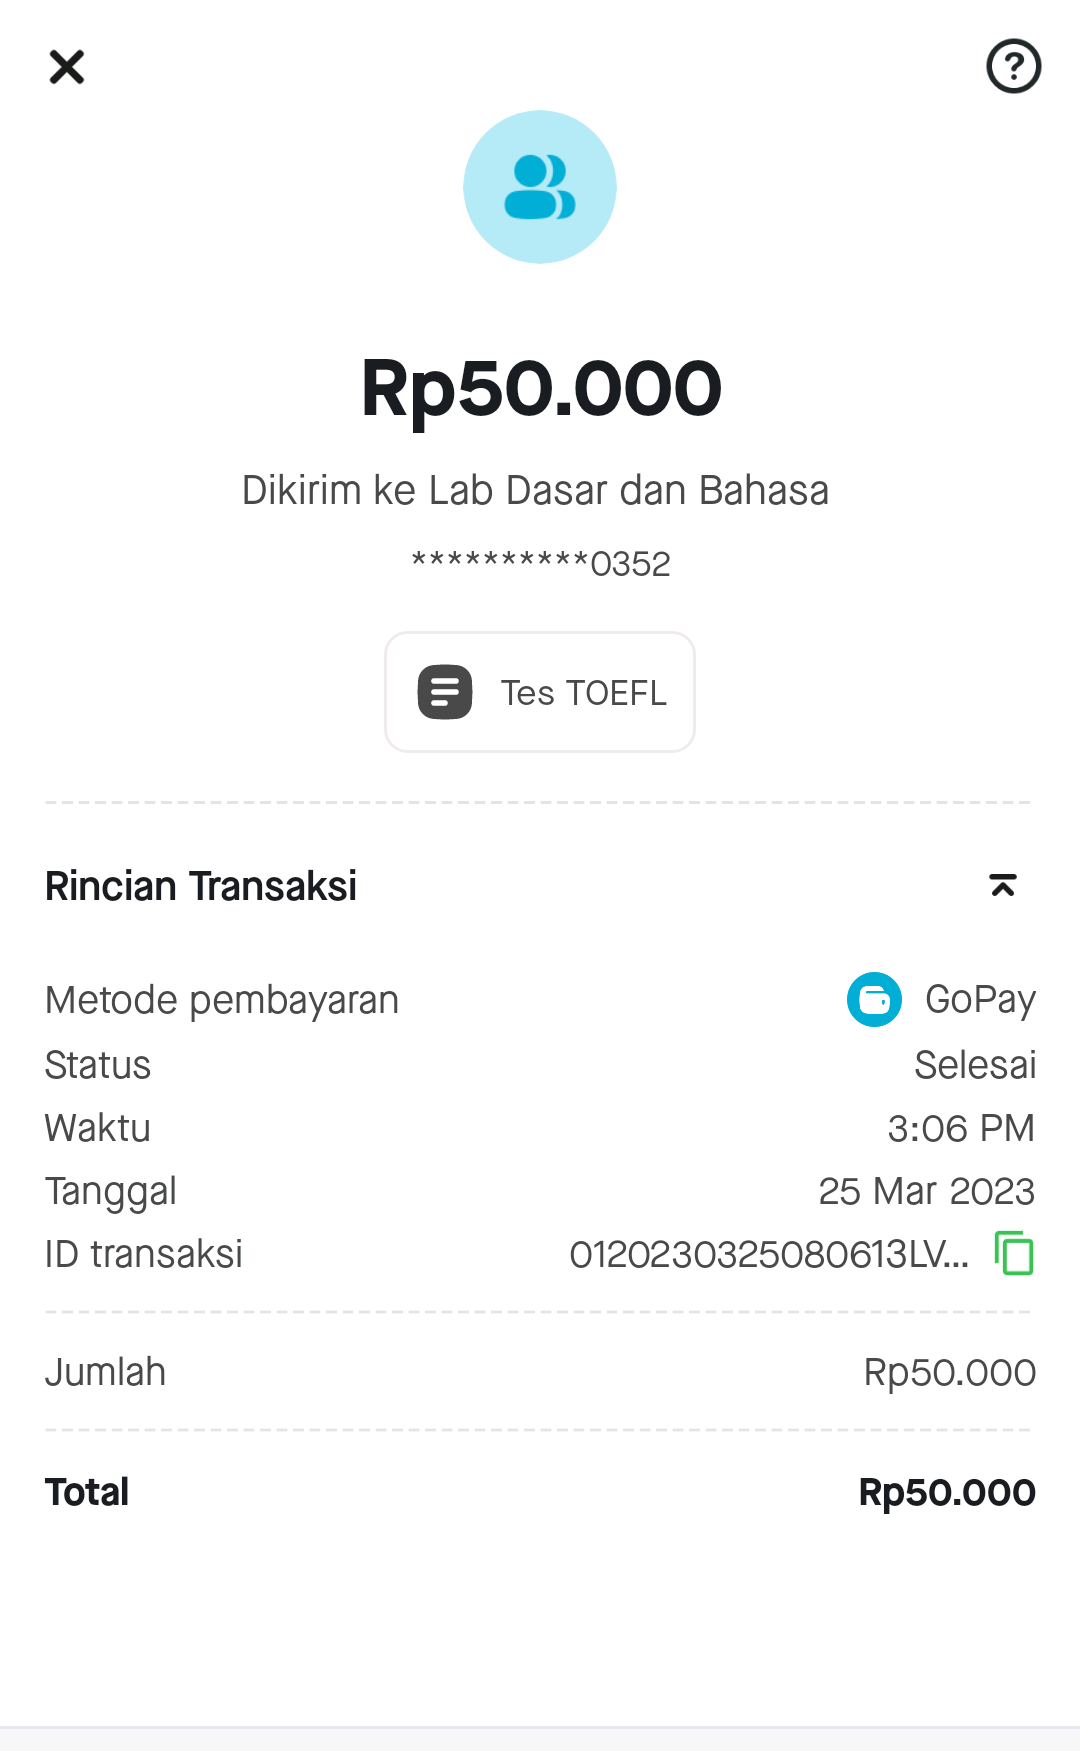 Rp50.000
Dikirim ke Lab Dasar dan Bahasa
**********0352
Tes TOEFL
Rincian Transaksi
Metode pembayaran GoPay
Status Selesai
Waktu 3:06 PM
Tanggal 25 Mar 2023
ID transaksi 0120230325080613LV...
Jumlah Rp50.000
Total Rp50.000